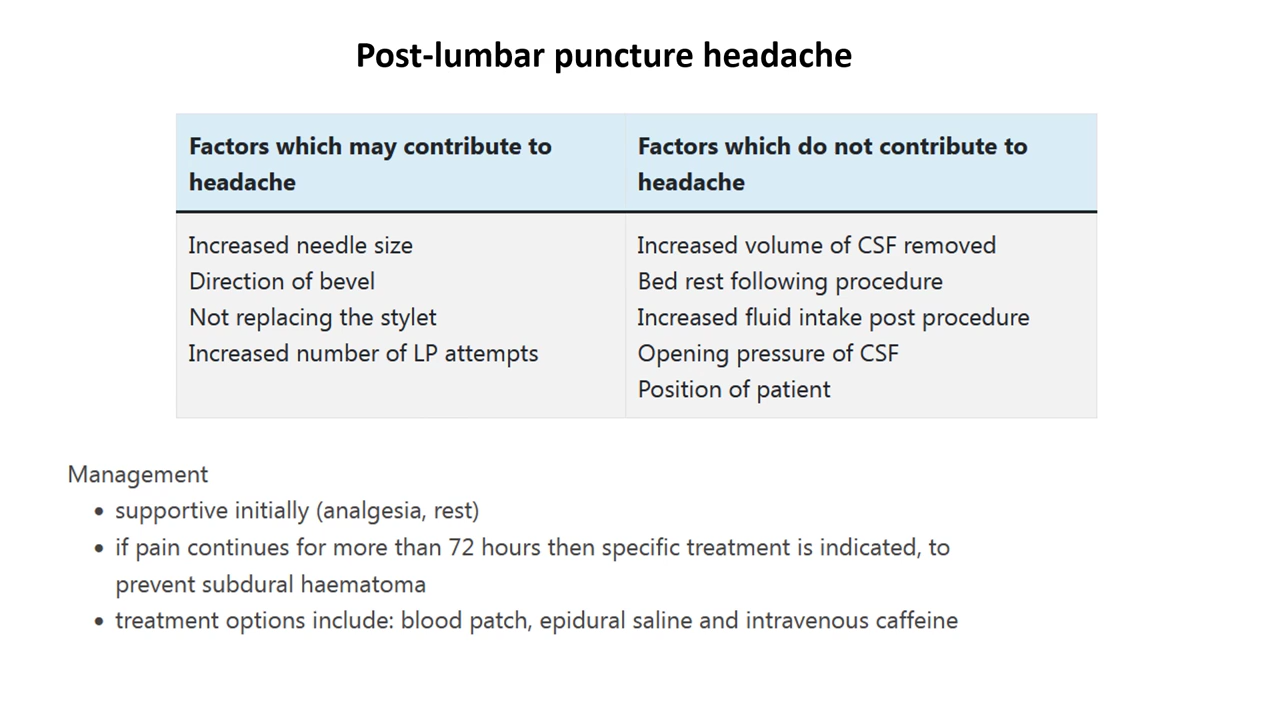 Post-lumbar puncture headache
Factors which may contribute to
headache
Factors which do not contribute to
headache
Increased needle size
Direction of bevel
Not replacing the stylet
Increased number of LP attempts
Increased volume of CSF removed
Bed rest following procedure
Increased fluid intake post procedure
Opening pressure of CSF
Position of patient
Management
• supportive initially (analgesia, rest)
• if pain continues for more than 72 hours then specific treatment is indicated, to
prevent subdural haematoma
• treatment options include: blood patch, epidural saline and intravenous caffeine